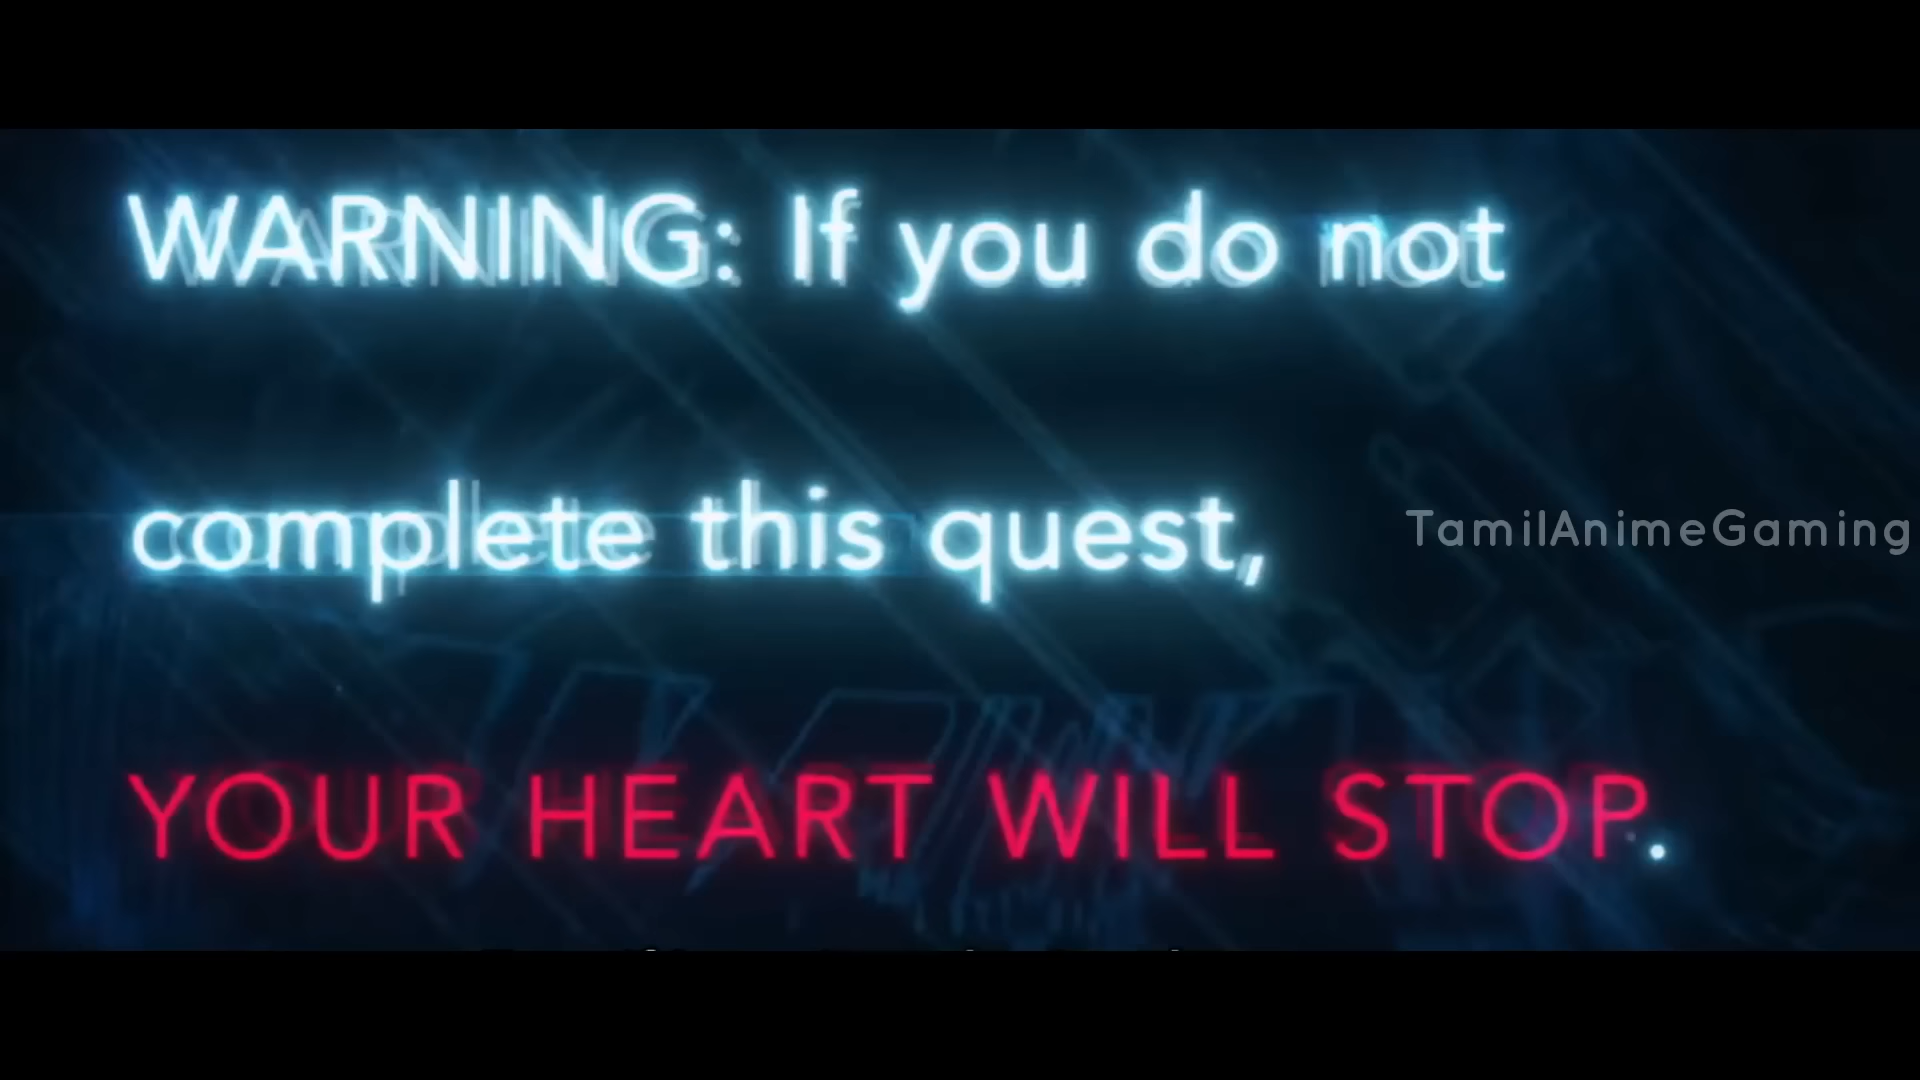 WARNING: If you do not
complete this quest,
TamilAnimeGaming
YOUR HEART WILL STOP.